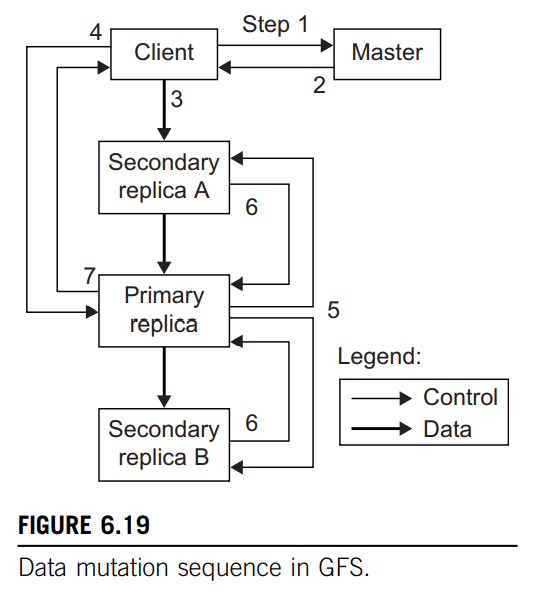 Step 1
4
Client
Master
2
3
Secondary
replica A
6
7
Primary
replica
5
Legend:
Control
Data
6
Secondary
replica B
FIGURE 6.19
Data mutation sequence in GFS.